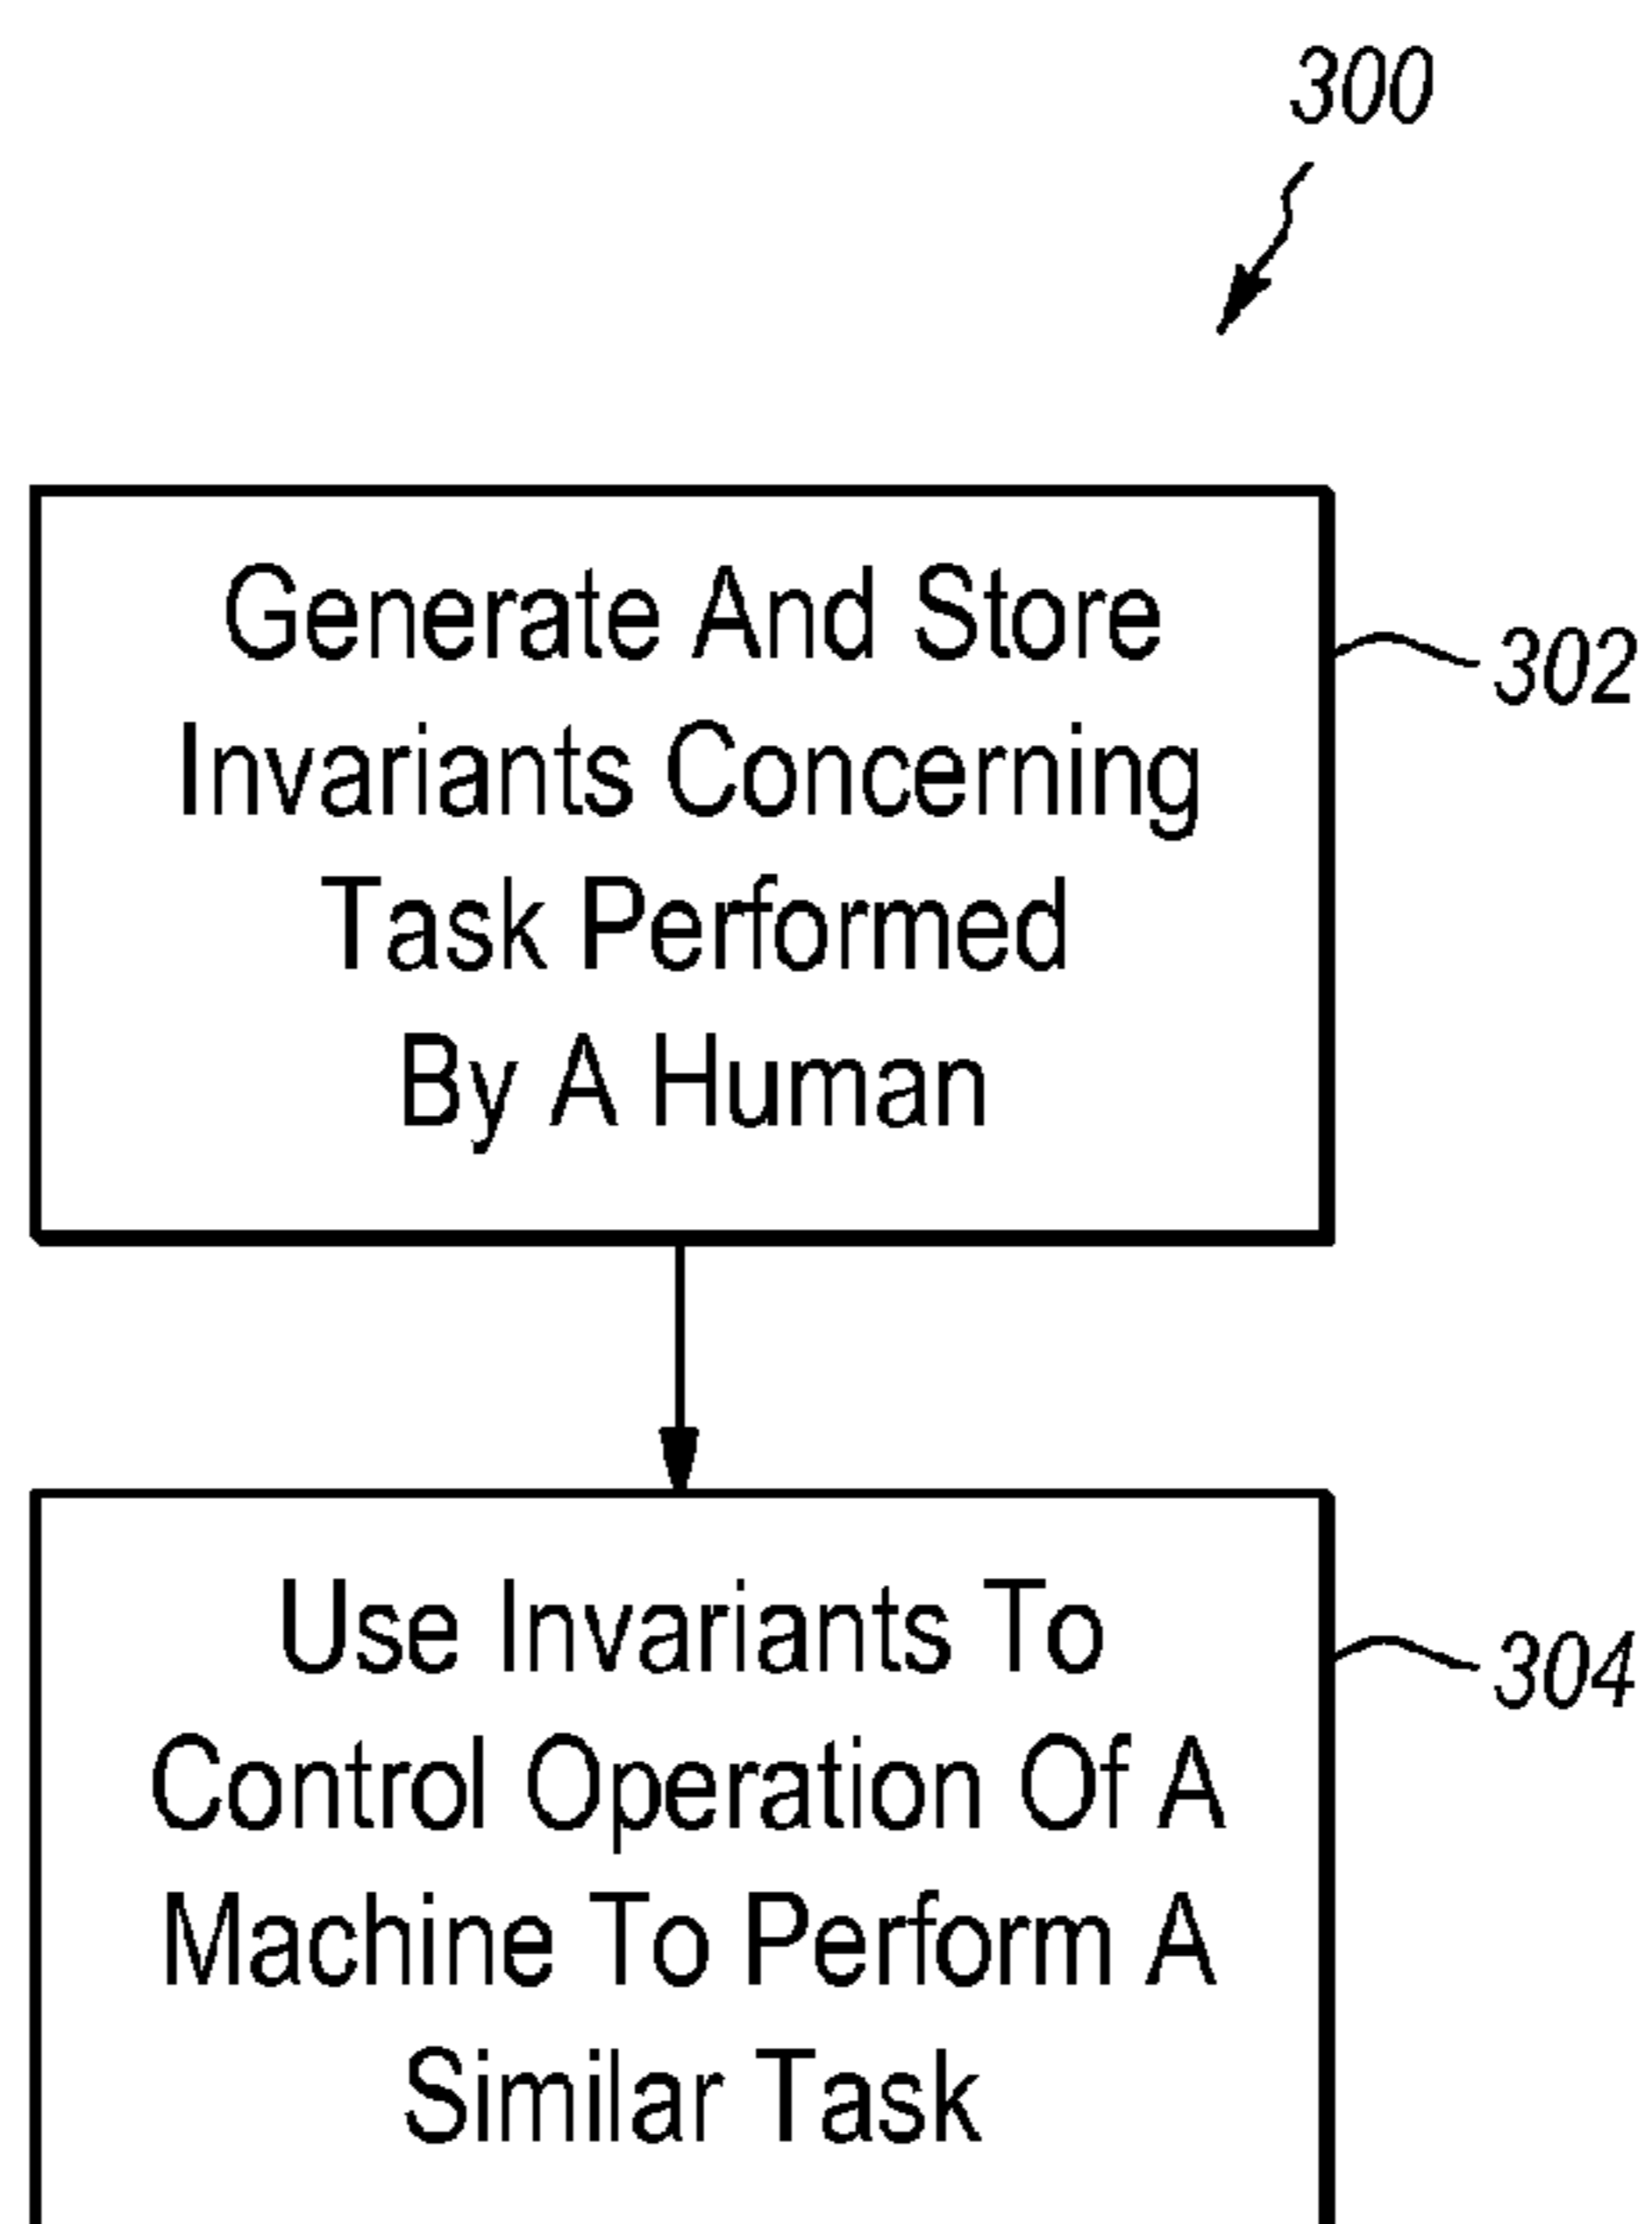 300
Generate And Store
Invariants Concerning
Task Performed
By A Human
302
Use Invariants To
Control Operation Of A
Machine To Perform A
Similar Task
304